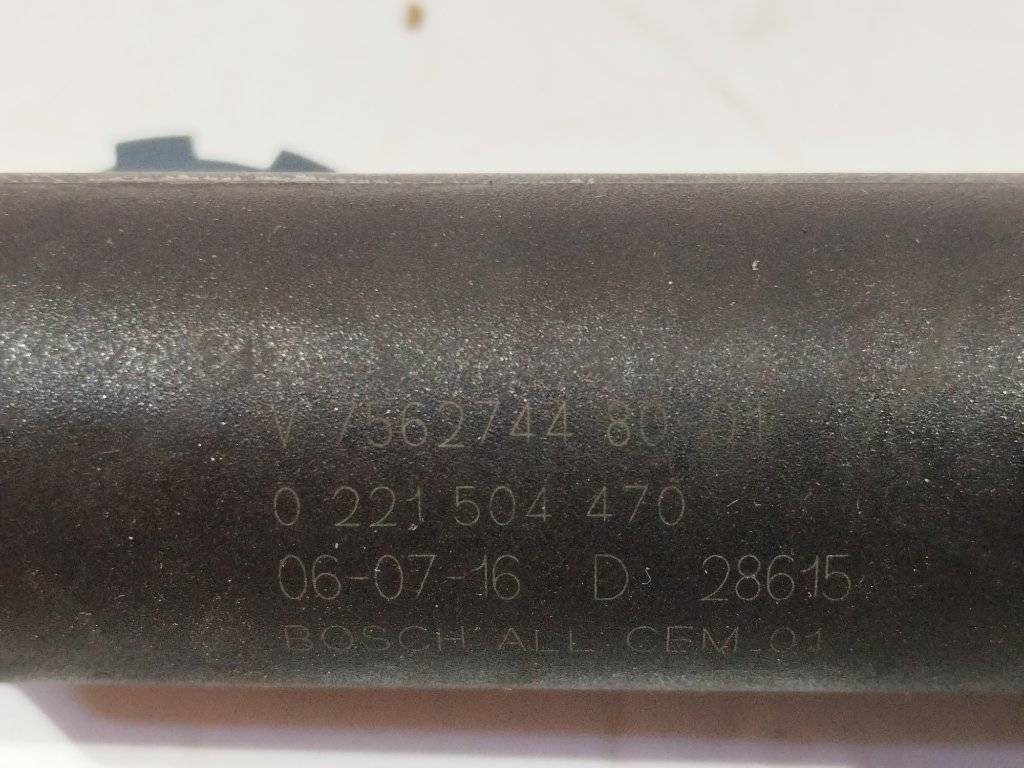 V 7562744 80 01
0 221 504 470
06-07-16 D 28615
BOSCH ALL CEM 01